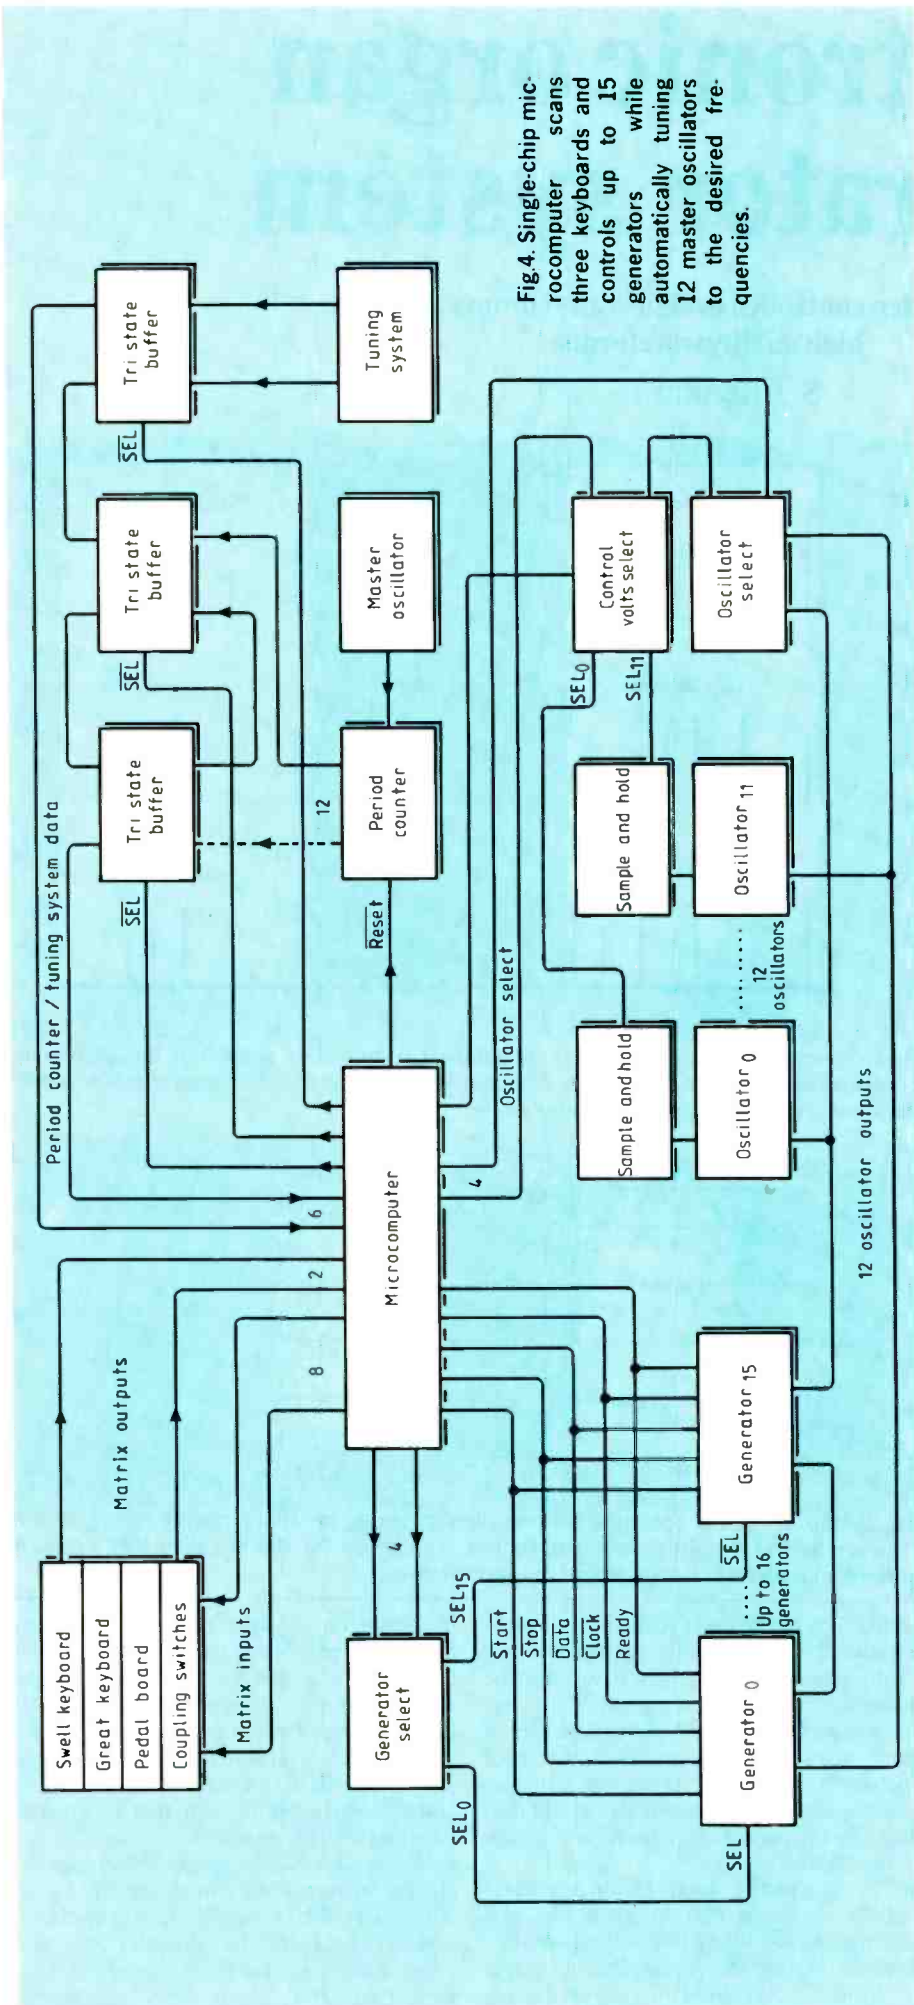 Fig.4. Single-chip mic-
rocomputer scans
three keyboards and
controls up to 15
generators while
automatically tuning
12 master oscillators
to the desired fre-
quencies.
Swell keyboard
Great keyboard
Pedal board
Coupling switches
Matrix outputs
Matrix inputs
8
2
6
Period counter / tuning system data
Tri state
buffer
Tri state
buffer
Tri state
buffer
SEL
SEL
SEL
12
Generator
select
4
Microcomputer
Reset
Period
counter
Master
oscillator
Tuning
system
SEL0
SEL15
4
Oscillator select
Start
Stop
Data
Clock
Ready
SEL0
SEL11
Sample and hold
Sample and hold
Control
volts select
SEL
Generator 0
Up to 16
generators
SEL
Generator 15
Oscillator 0
12
oscillators
Oscillator 11
Oscillator
select
12 oscillator outputs